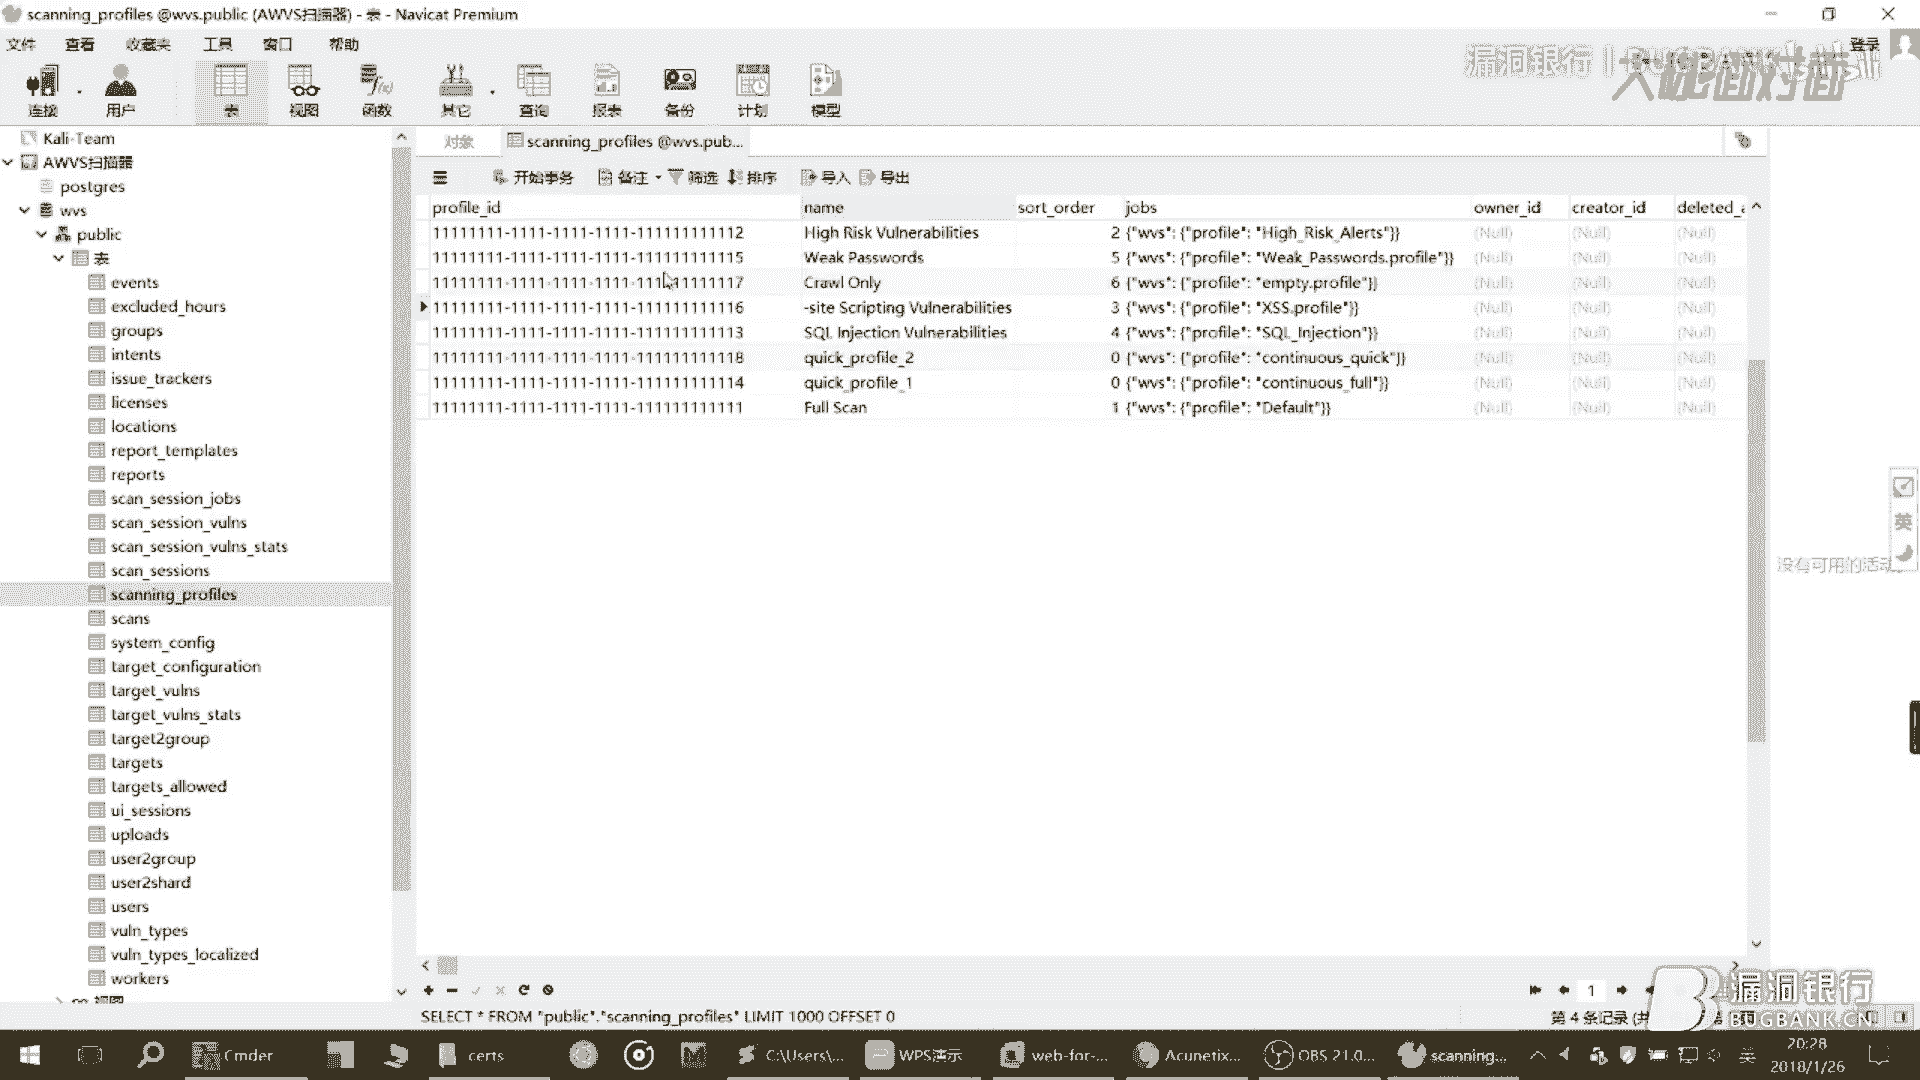 scanning_profiles @wvs.public (AWVS扫描器) - 表 - Navicat Premium
文件 查看 收藏夹 工具 窗口 帮助 登录
漏洞银行 | BUGBANK
大咖面对面
连接 用户 表 视图 函数 其它 查询 报表 备份 计划 模型
Kali-Team
AWVS扫描器
postgres
wvs
public
表
events
excluded_hours
groups
intents
issue_trackers
licenses
locations
report_templates
reports
scan_session_jobs
scan_session_vulns
scan_session_vulns_stats
scan_sessions
scanning_profiles
scans
system_config
target_configuration
target_vulns
target_vulns_stats
target2group
targets
targets_allowed
ui_sessions
uploads
user2group
user2shard
users
vuln_types
vuln_types_localized
workers
视图
对象 scanning_profiles @wvs.pub...
开始事务 备注 筛选 排序 导入 导出
profile_id name sort_order jobs owner_id creator_id deleted_a
11111111-1111-1111-1111-111111111112 High Risk Vulnerabilities 2 {"wvs": {"profile": "High_Risk_Alerts"}} (Null) (Null) (Null)
11111111-1111-1111-1111-111111111115 Weak Passwords 5 {"wvs": {"profile": "Weak_Passwords.profile"}} (Null) (Null) (Null)
11111111-1111-1111-1111-111111111117 Crawl Only 6 {"wvs": {"profile": "empty.profile"}} (Null) (Null) (Null)
11111111-1111-1111-1111-111111111116 -site Scripting Vulnerabilities 3 {"wvs": {"profile": "XSS.profile"}} (Null) (Null) (Null)
11111111-1111-1111-1111-111111111113 SQL Injection Vulnerabilities 4 {"wvs": {"profile": "SQL_Injection"}} (Null) (Null) (Null)
11111111-1111-1111-1111-111111111118 quick_profile_2 0 {"wvs": {"profile": "continuous_quick"}} (Null) (Null) (Null)
11111111-1111-1111-1111-111111111114 quick_profile_1 0 {"wvs": {"profile": "continuous_full"}} (Null) (Null) (Null)
11111111-1111-1111-1111-111111111111 Full Scan 1 {"wvs": {"profile": "Default"}} (Null) (Null) (Null)
英
没有可用的活动
1
SELECT * FROM "public"."scanning_profiles" LIMIT 1000 OFFSET 0
第 4 条记录 (共
漏洞银行
BUGBANK.CN
Cmder certs C:\Users\... WPS演示 web-for-... Acunetix... OBS 21.0... scanning... 英
20:28
2018/1/26